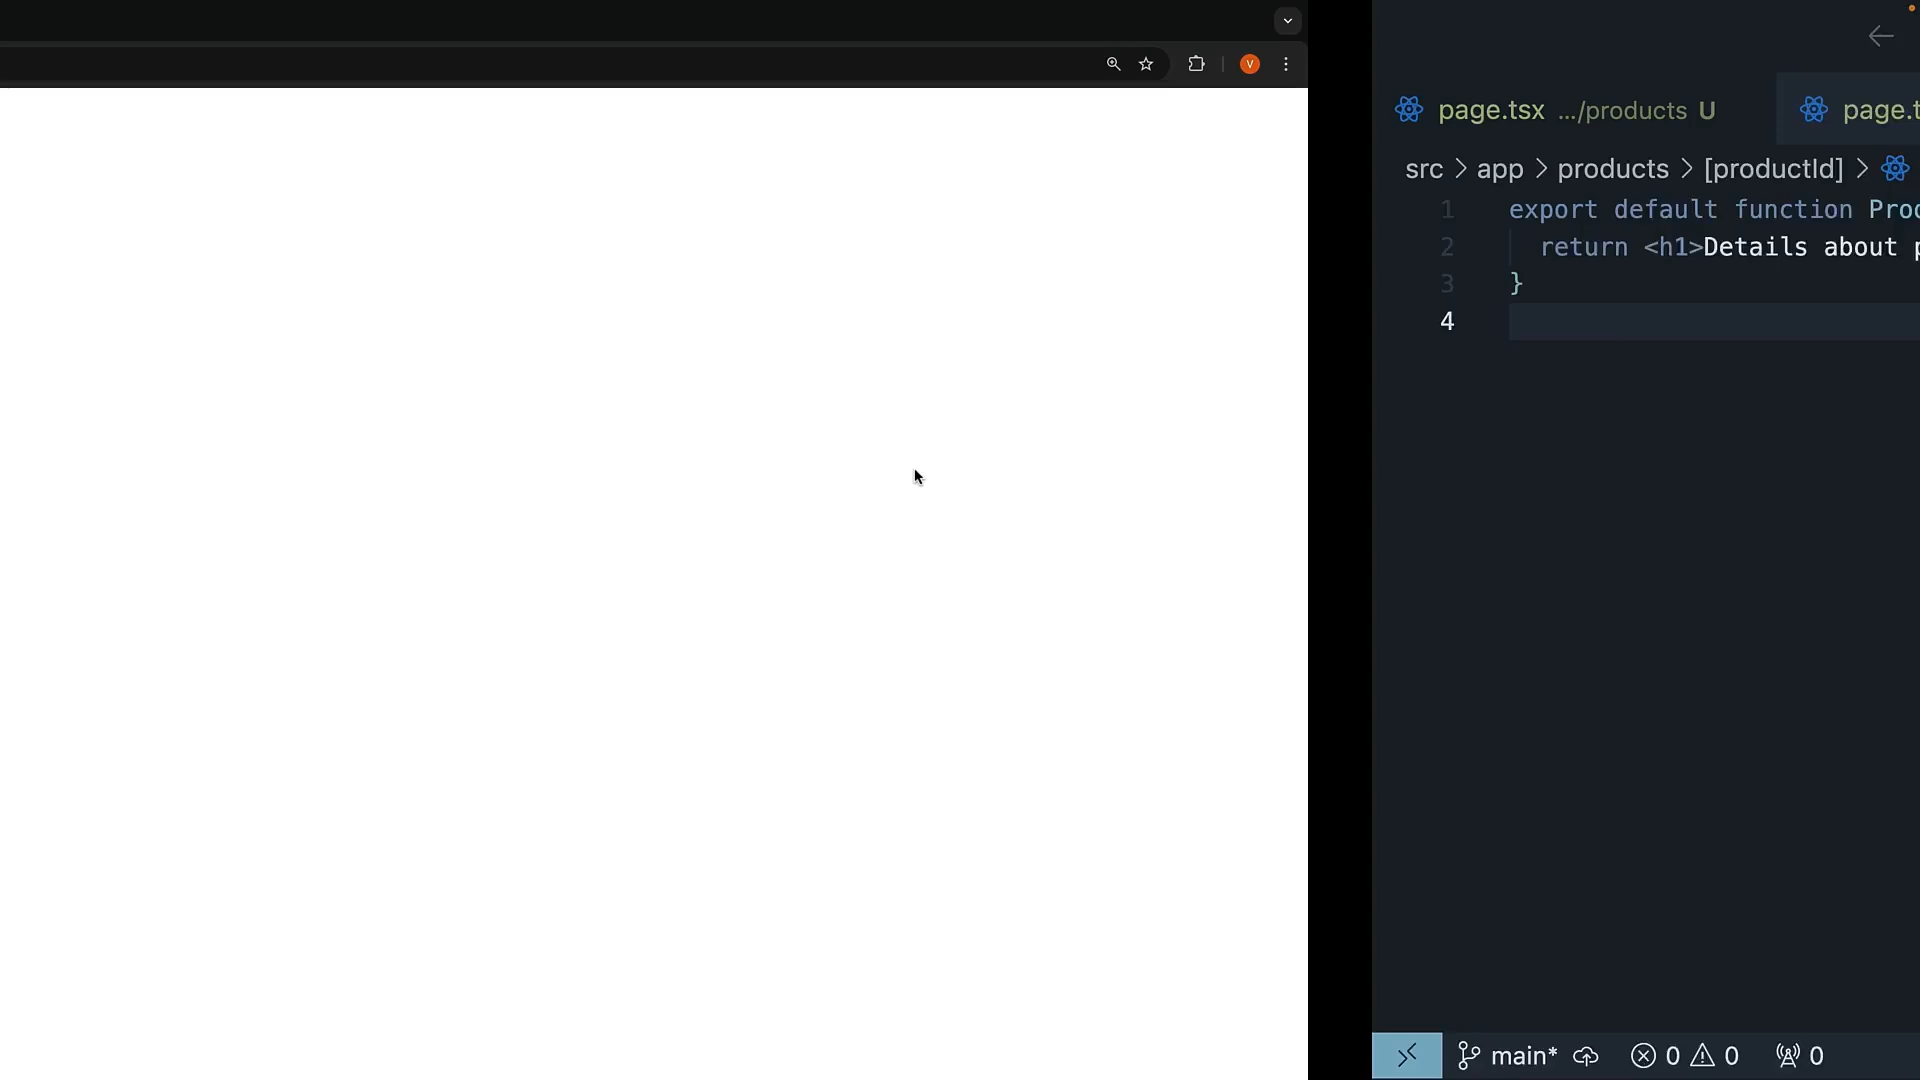 V
page.tsx .../products U
page.t
src > app > products > [productId] >
1 export default function Proc
2 return <h1>Details about p
3 }
4
main* 0 0 0